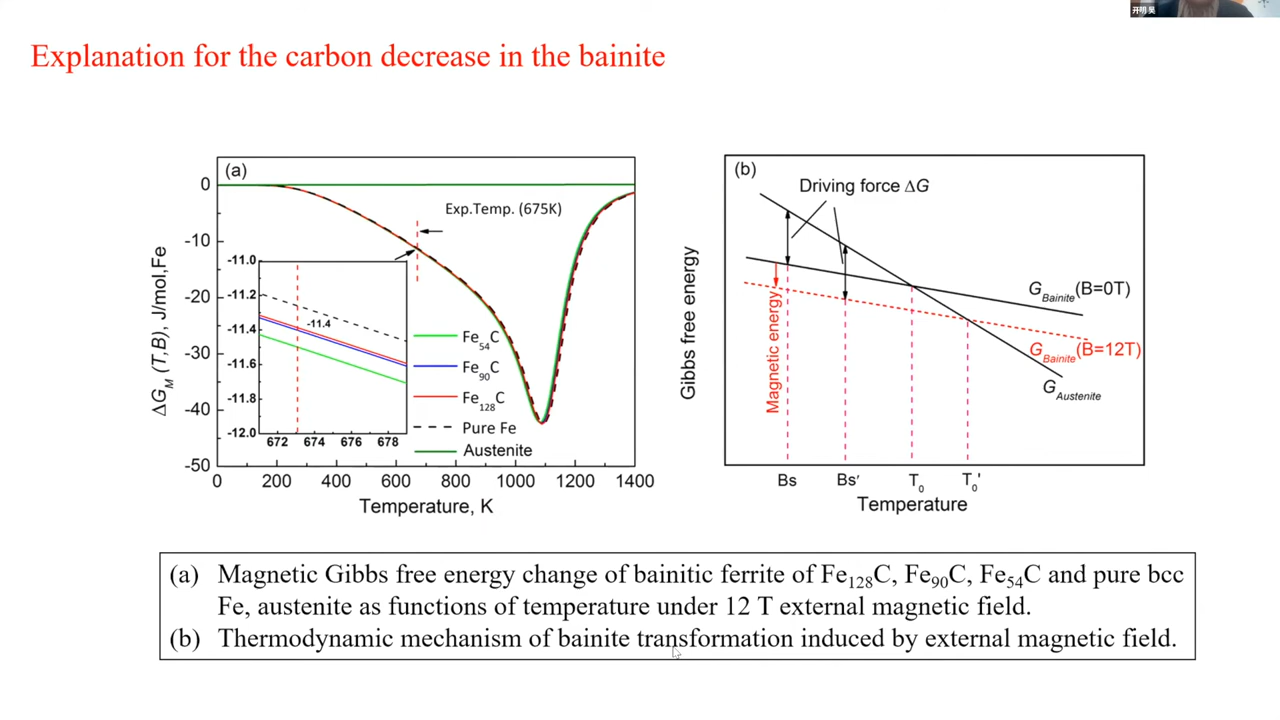 开明 吴
Explanation for the carbon decrease in the bainite
(a)
0
-10
-20
-30
-40
-50
ΔG_M (T,B), J/mol,Fe
Exp.Temp. (675K)
-11.0
-11.2
-11.4
-11.6
-11.8
-12.0
-11.4
672 674 676 678
Fe54C
Fe90C
Fe128C
Pure Fe
Austenite
0 200 400 600 800 1000 1200 1400
Temperature, K
(b)
Driving force ΔG
Gibbs free energy
Magnetic energy
G_Bainite(B=0T)
G_Bainite(B=12T)
G_Austenite
Bs Bs' T0 T0'
Temperature
(a) Magnetic Gibbs free energy change of bainitic ferrite of Fe128C, Fe90C, Fe54C and pure bcc
Fe, austenite as functions of temperature under 12 T external magnetic field.
(b) Thermodynamic mechanism of bainite transformation induced by external magnetic field.